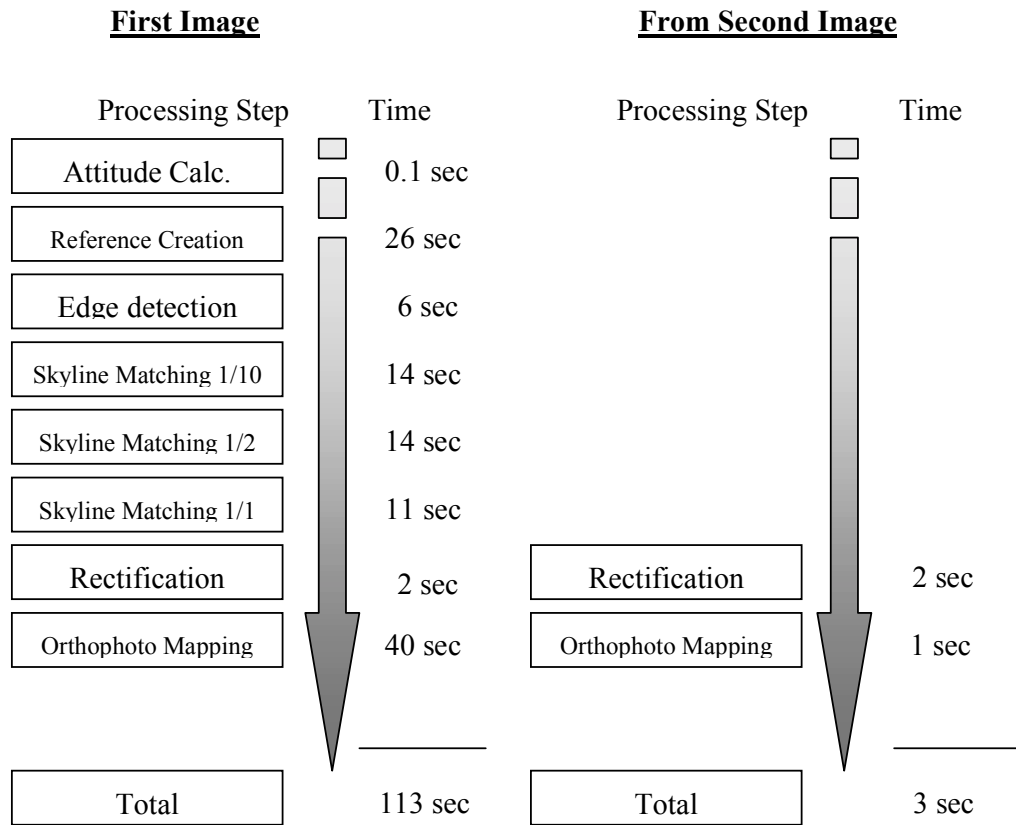 First Image
From Second Image
Processing Step Time
Processing Step Time
Attitude Calc. 0.1 sec
Reference Creation 26 sec
Edge detection 6 sec
Skyline Matching 1/10 14 sec
Skyline Matching 1/2 14 sec
Skyline Matching 1/1 11 sec
Rectification 2 sec
Rectification 2 sec
Orthophoto Mapping 40 sec
Orthophoto Mapping 1 sec
Total 113 sec
Total 3 sec